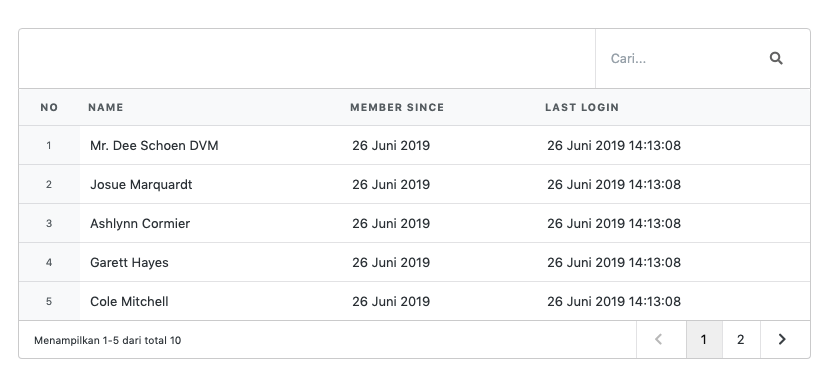 Cari...
NO NAME MEMBER SINCE LAST LOGIN
1 Mr. Dee Schoen DVM 26 Juni 2019 26 Juni 2019 14:13:08
2 Josue Marquardt 26 Juni 2019 26 Juni 2019 14:13:08
3 Ashlynn Cormier 26 Juni 2019 26 Juni 2019 14:13:08
4 Garett Hayes 26 Juni 2019 26 Juni 2019 14:13:08
5 Cole Mitchell 26 Juni 2019 26 Juni 2019 14:13:08
Menampilkan 1-5 dari total 10 1 2